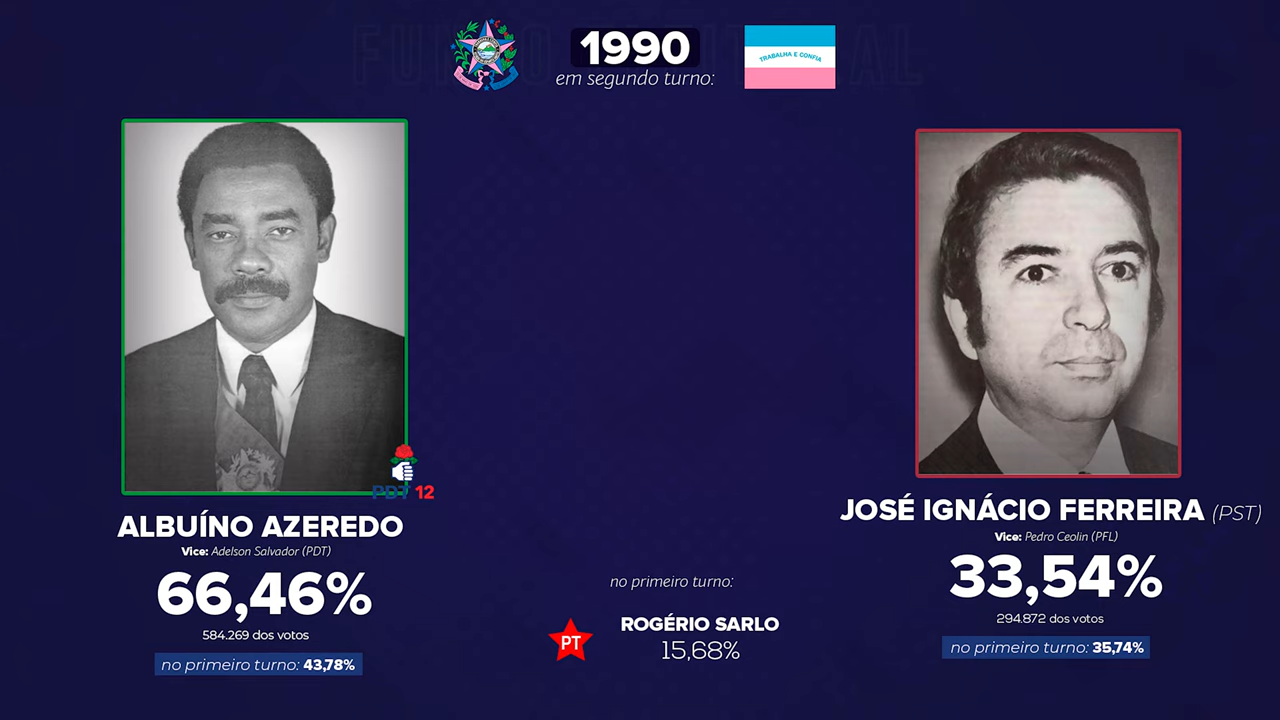 1990
em segundo turno:
TRABALHA E CONFIA
PDT 12
ALBUÍNO AZEREDO
Vice: Adelson Salvador (PDT)
66,46%
584.269 dos votos
no primeiro turno: 43,78%
JOSÉ IGNÁCIO FERREIRA (PST)
Vice: Pedro Ceolin (PFL)
33,54%
294.872 dos votos
no primeiro turno: 35,74%
no primeiro turno:
PT
ROGÉRIO SARLO
15,68%